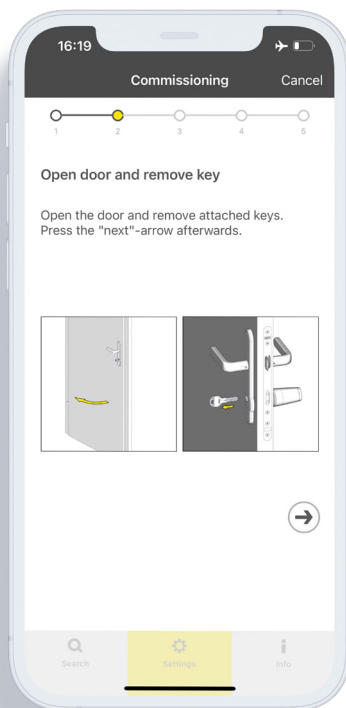 16:19
Commissioning Cancel
1 2 3 4 5
Open door and remove key
Open the door and remove attached keys.
Press the "next"-arrow afterwards.
Search Settings Info